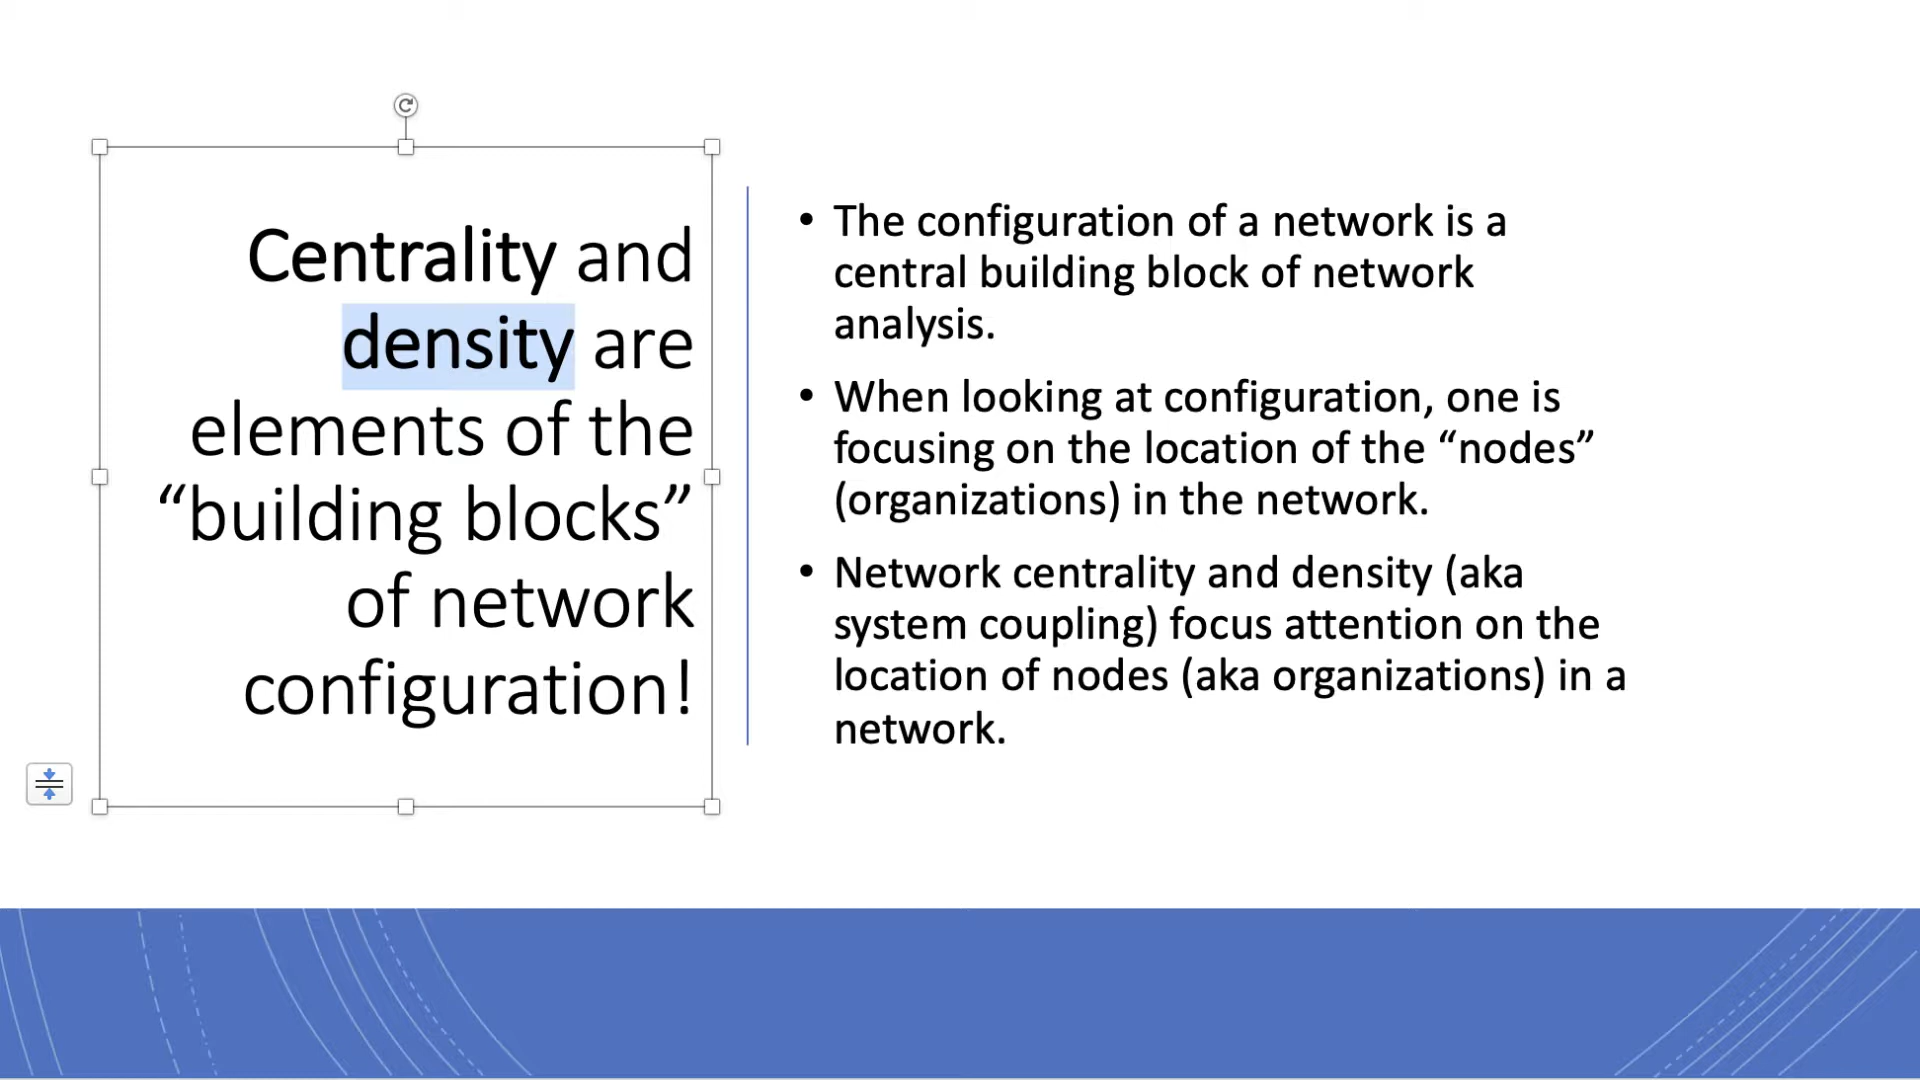 Centrality and
density are
elements of the
“building blocks”
of network
configuration!
• The configuration of a network is a
central building block of network
analysis.
• When looking at configuration, one is
focusing on the location of the “nodes”
(organizations) in the network.
• Network centrality and density (aka
system coupling) focus attention on the
location of nodes (aka organizations) in a
network.